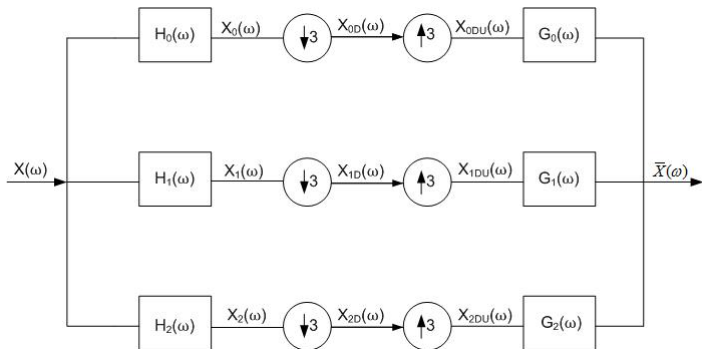 H₀(ω) X₀(ω) ↓3 X₀D(ω) ↑3 X₀DU(ω) G₀(ω)
X(ω) H₁(ω) X₁(ω) ↓3 X₁D(ω) ↑3 X₁DU(ω) G₁(ω) X̅(ω)
H₂(ω) X₂(ω) ↓3 X₂D(ω) ↑3 X₂DU(ω) G₂(ω)